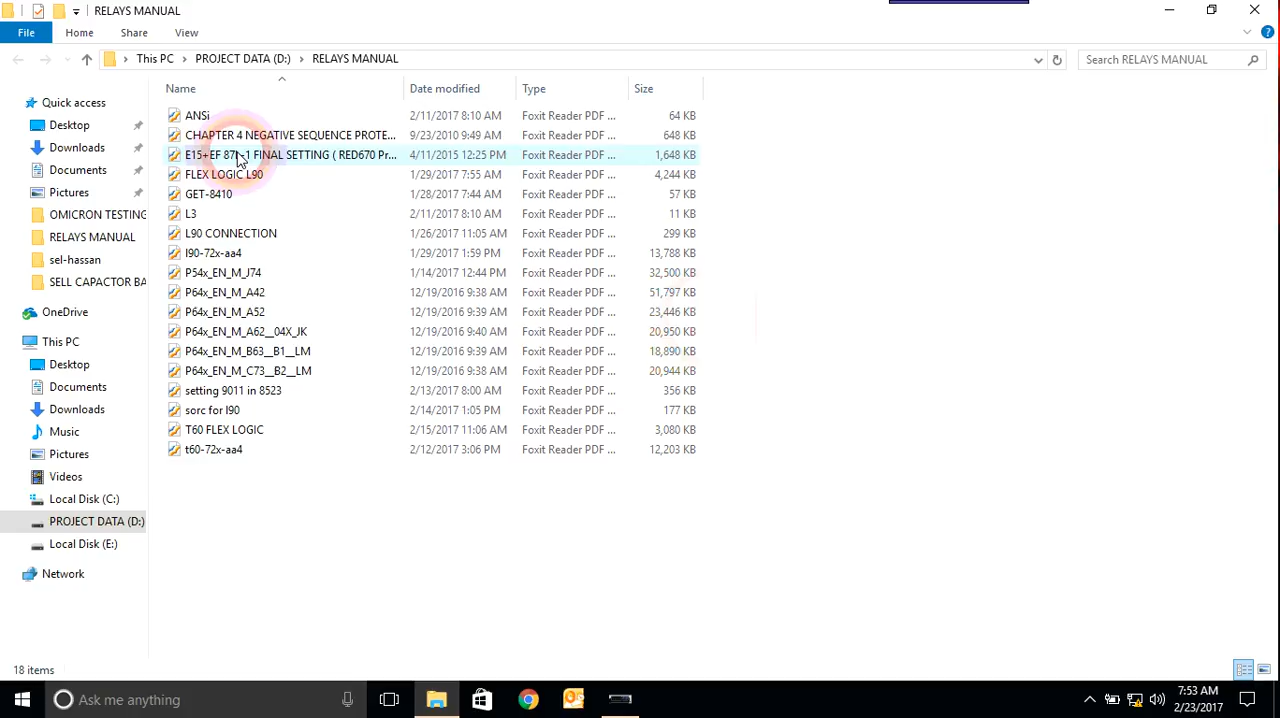 RELAYS MANUAL
File Home Share View
This PC PROJECT DATA (D:) RELAYS MANUAL
Search RELAYS MANUAL
Name Date modified Type Size
Quick access
Desktop
Downloads
Documents
Pictures
OMICRON TESTING
RELAYS MANUAL
sel-hassan
SELL CAPACTOR BA
OneDrive
This PC
Desktop
Documents
Downloads
Music
Pictures
Videos
Local Disk (C:)
PROJECT DATA (D:)
Local Disk (E:)
Network
ANSi 2/11/2017 8:10 AM Foxit Reader PDF ... 64 KB
CHAPTER 4 NEGATIVE SEQUENCE PROTE... 9/23/2010 9:49 AM Foxit Reader PDF ... 648 KB
E15+EF 87L-1 FINAL SETTING ( RED670 Pr... 4/11/2015 12:25 PM Foxit Reader PDF ... 1,648 KB
FLEX LOGIC L90 1/29/2017 7:55 AM Foxit Reader PDF ... 4,244 KB
GET-8410 1/28/2017 7:44 AM Foxit Reader PDF ... 57 KB
L3 2/11/2017 8:10 AM Foxit Reader PDF ... 11 KB
L90 CONNECTION 1/26/2017 11:05 AM Foxit Reader PDF ... 299 KB
l90-72x-aa4 1/29/2017 1:59 PM Foxit Reader PDF ... 13,788 KB
P54x_EN_M_J74 1/14/2017 12:44 PM Foxit Reader PDF ... 32,500 KB
P64x_EN_M_A42 12/19/2016 9:38 AM Foxit Reader PDF ... 51,797 KB
P64x_EN_M_A52 12/19/2016 9:39 AM Foxit Reader PDF ... 23,446 KB
P64x_EN_M_A62__04X_JK 12/19/2016 9:40 AM Foxit Reader PDF ... 20,950 KB
P64x_EN_M_B63__B1__LM 12/19/2016 9:39 AM Foxit Reader PDF ... 18,890 KB
P64x_EN_M_C73__B2__LM 12/19/2016 9:38 AM Foxit Reader PDF ... 20,944 KB
setting 9011 in 8523 2/13/2017 8:00 AM Foxit Reader PDF ... 356 KB
sorc for l90 2/14/2017 1:05 PM Foxit Reader PDF ... 177 KB
T60 FLEX LOGIC 2/15/2017 11:06 AM Foxit Reader PDF ... 3,080 KB
t60-72x-aa4 2/12/2017 3:06 PM Foxit Reader PDF ... 12,203 KB
18 items
Ask me anything
7:53 AM
2/23/2017